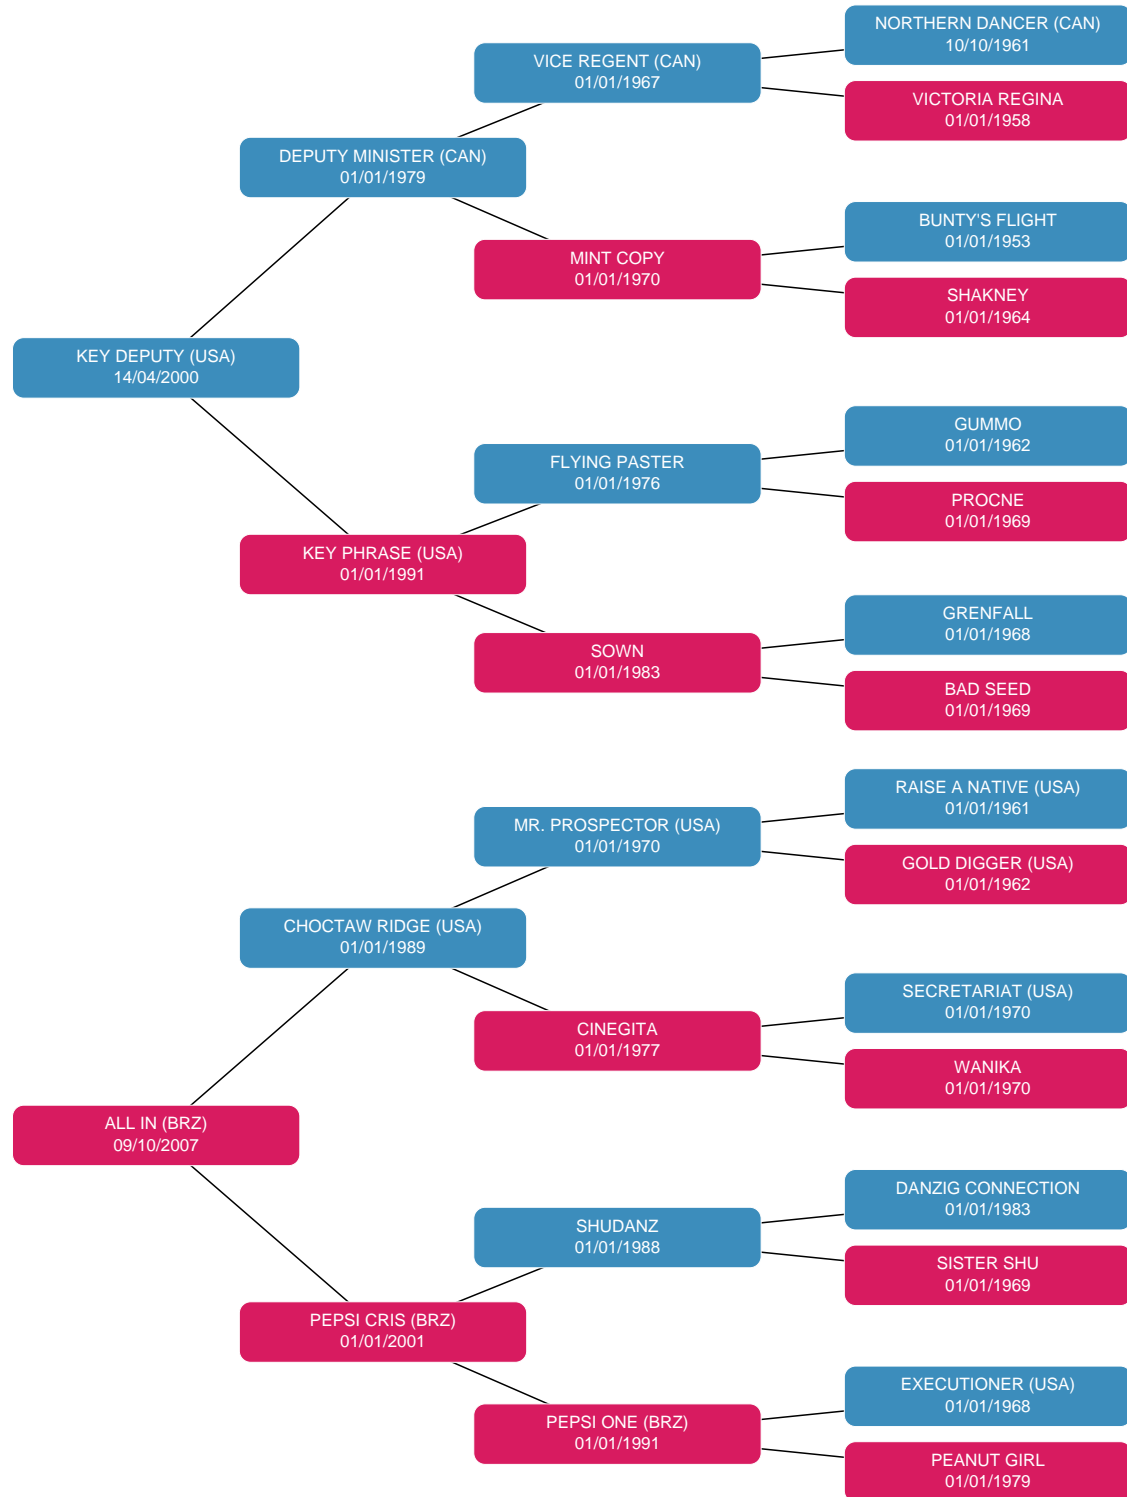 NORTHERN DANCER (CAN)
10/10/1961
VICE REGENT (CAN)
01/01/1967
VICTORIA REGINA
01/01/1958
DEPUTY MINISTER (CAN)
01/01/1979
BUNTY'S FLIGHT
01/01/1953
MINT COPY
01/01/1970
SHAKNEY
01/01/1964
KEY DEPUTY (USA)
14/04/2000
GUMMO
01/01/1962
FLYING PASTER
01/01/1976
PROCNE
01/01/1969
KEY PHRASE (USA)
01/01/1991
GRENFALL
01/01/1968
SOWN
01/01/1983
BAD SEED
01/01/1969
RAISE A NATIVE (USA)
01/01/1961
MR. PROSPECTOR (USA)
01/01/1970
GOLD DIGGER (USA)
01/01/1962
CHOCTAW RIDGE (USA)
01/01/1989
SECRETARIAT (USA)
01/01/1970
CINEGITA
01/01/1977
WANIKA
01/01/1970
ALL IN (BRZ)
09/10/2007
DANZIG CONNECTION
01/01/1983
SHUDANZ
01/01/1988
SISTER SHU
01/01/1969
PEPSI CRIS (BRZ)
01/01/2001
EXECUTIONER (USA)
01/01/1968
PEPSI ONE (BRZ)
01/01/1991
PEANUT GIRL
01/01/1979